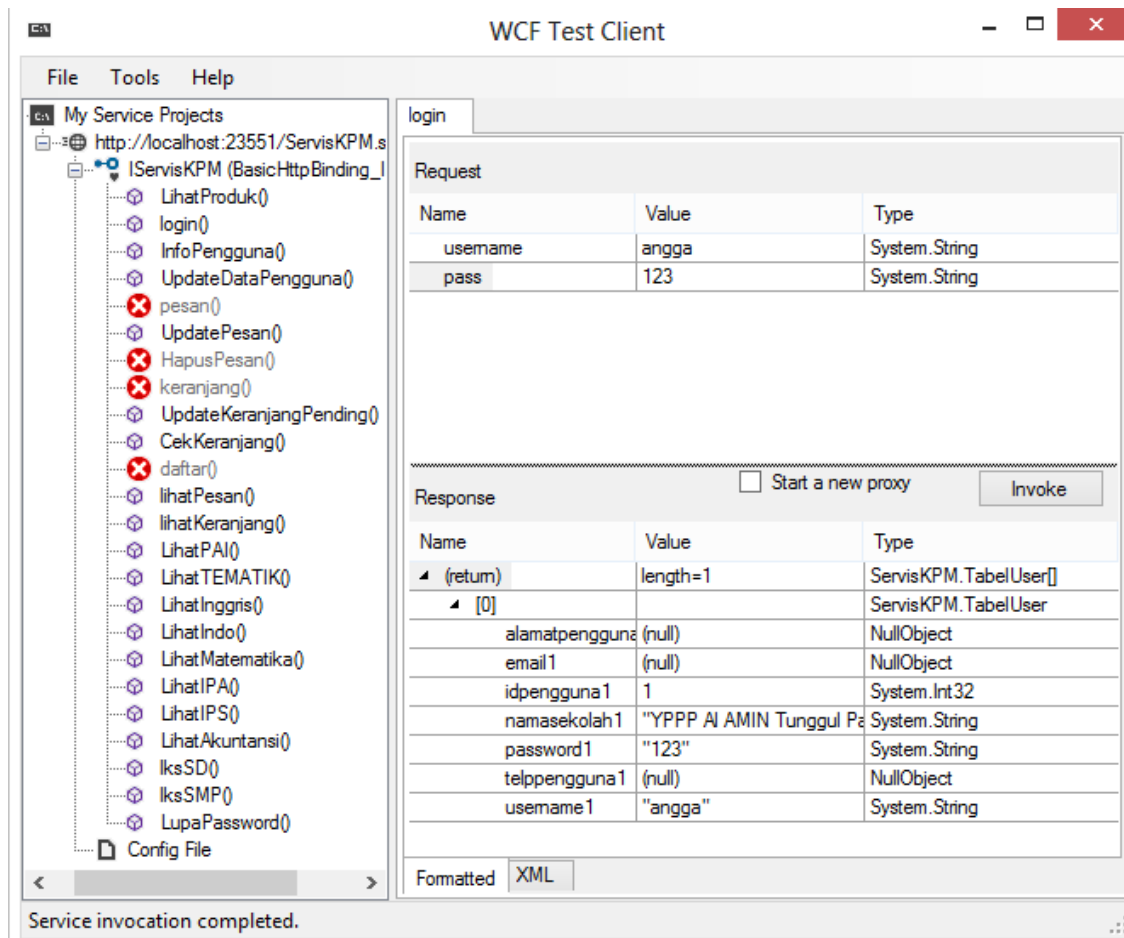 WCF Test Client
File Tools Help
My Service Projects
http://localhost:23551/ServisKPM.s
IServisKPM (BasicHttpBinding_I
LihatProduk()
login()
InfoPengguna()
UpdateDataPengguna()
pesan()
UpdatePesan()
HapusPesan()
keranjang()
UpdateKeranjangPending()
CekKeranjang()
daftar()
lihatPesan()
lihatKeranjang()
LihatPAI()
LihatTEMATIK()
LihatInggris()
LihatIndo()
LihatMatematika()
LihatIPA()
LihatIPS()
LihatAkuntansi()
lksSD()
lksSMP()
LupaPassword()
Config File
login
Request
Name Value Type
username angga System.String
pass 123 System.String
Start a new proxy Invoke
Response
Name Value Type
(return) length=1 ServisKPM.TabelUser[]
[0] ServisKPM.TabelUser
alamatpengguna (null) NullObject
email1 (null) NullObject
idpengguna1 1 System.Int32
namasekolah1 "YPPP Al AMIN Tunggul Pa System.String
password1 "123" System.String
telppengguna1 (null) NullObject
username1 "angga" System.String
Formatted XML
Service invocation completed.